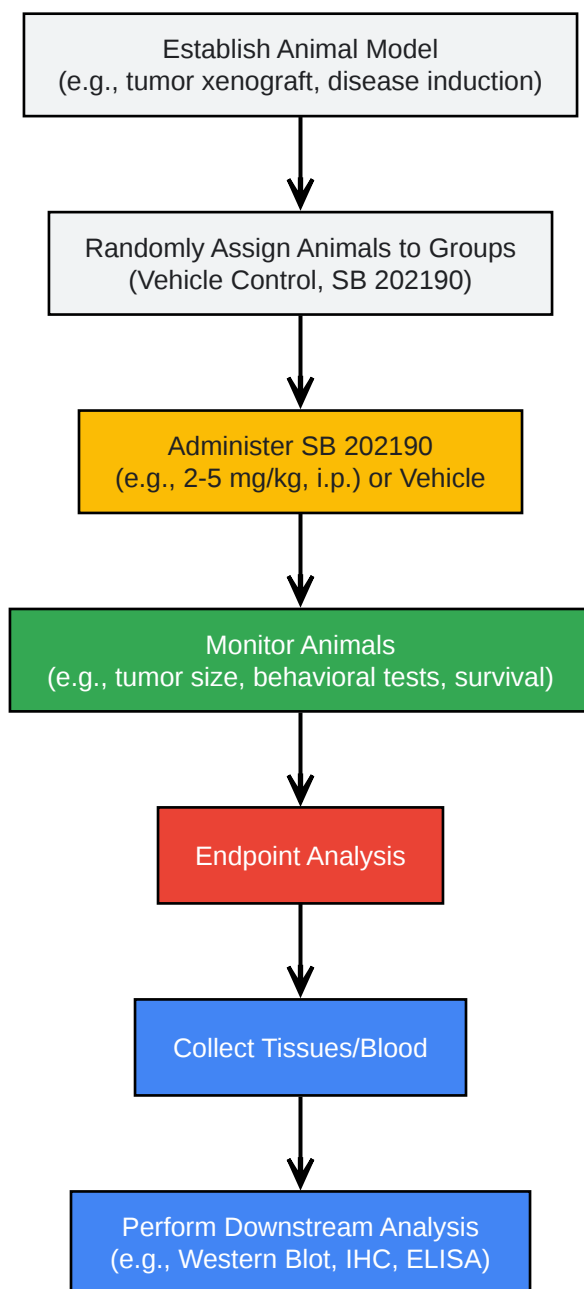 Establish Animal Model
(e.g., tumor xenograft, disease induction)
Randomly Assign Animals to Groups
(Vehicle Control, SB 202190)
Administer SB 202190
(e.g., 2-5 mg/kg, i.p.) or Vehicle
Monitor Animals
(e.g., tumor size, behavioral tests, survival)
Endpoint Analysis
Collect Tissues/Blood
Perform Downstream Analysis
(e.g., Western Blot, IHC, ELISA)